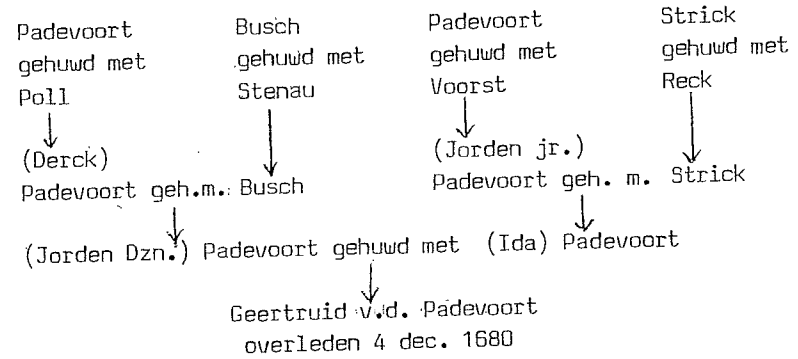 Padevoort Busch Padevoort Strick
gehuwd met gehuwd met gehuwd met gehuwd met
Poll Stenau Voorst Reck
(Derck) (Jorden jr.)
Padevoort geh.m. Busch Padevoort geh. m. Strick
(Jorden Dzn.) Padevoort gehuwd met (Ida) Padevoort
Geertruid v.d. Padevoort
overleden 4 dec. 1680